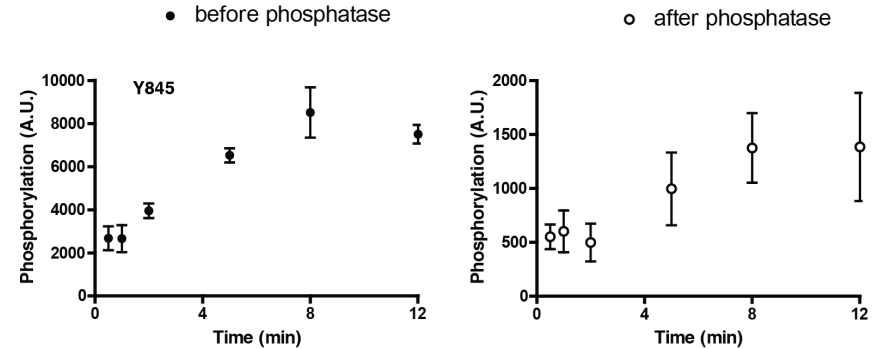 before phosphatase
after phosphatase
Y845
Phosphorylation (A.U.)
10000
8000
6000
4000
2000
0
0 4 8 12
Time (min)
Phosphorylation (A.U.)
2000
1500
1000
500
0
0 4 8 12
Time (min)